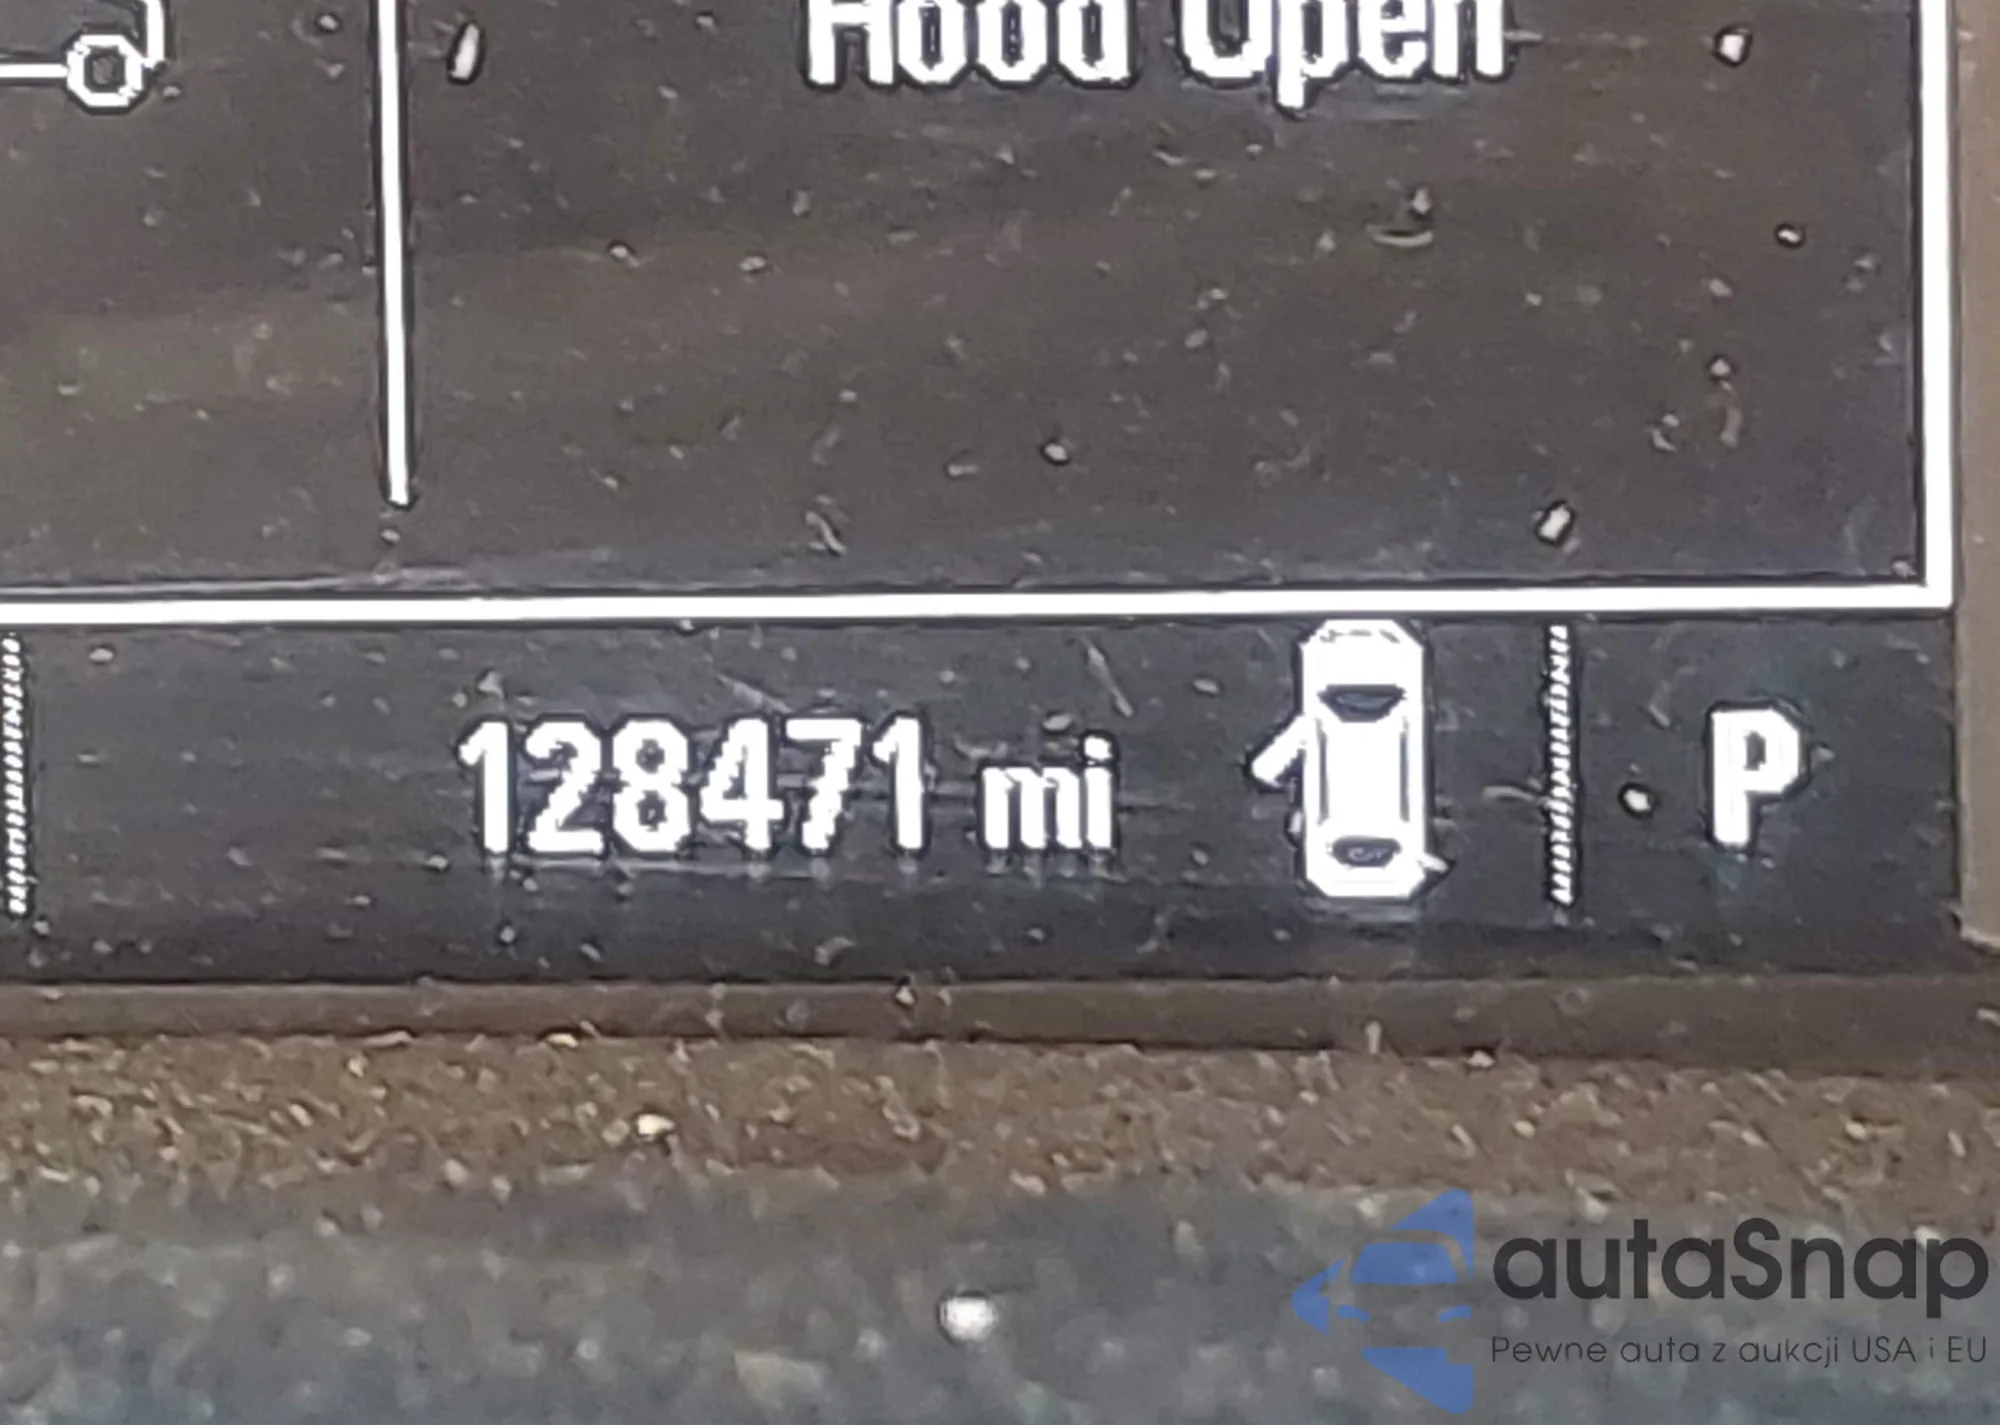 Hood Open
128471 mi P
autaSnap
Pewne auta z aukcji USA i EU